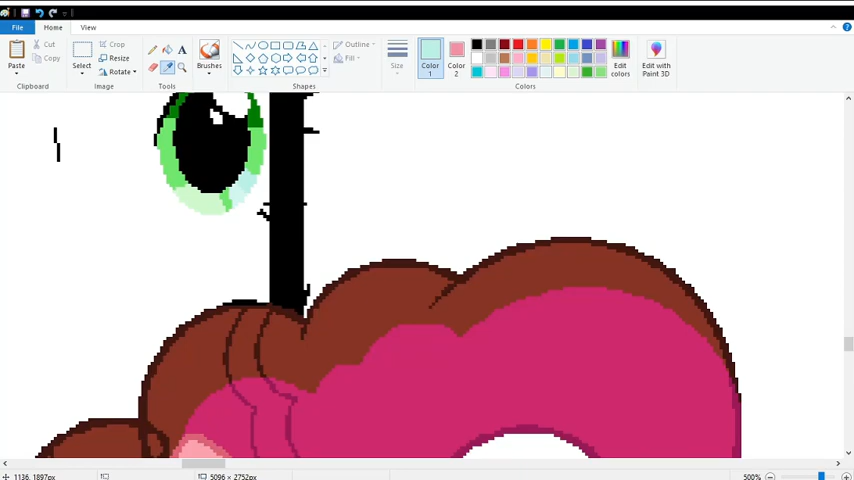 File Home View
Paste
Cut
Copy
Clipboard
Select
Crop
Resize
Rotate
Image
A
Tools
Brushes
Shapes
Outline
Fill
Size
Color 1
Color 2
Colors
Edit colors
Edit with Paint 3D
1136, 1897px
5096 × 2752px
500%